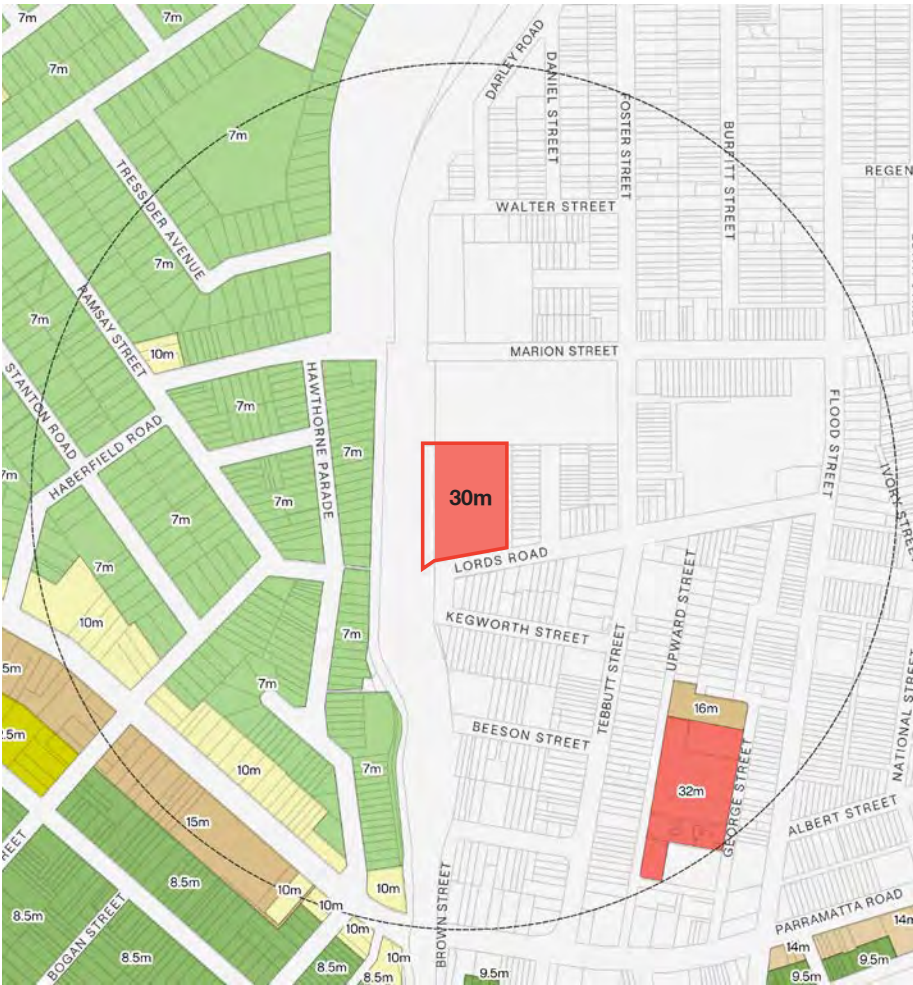 7m
7m
7m
DARLEY ROAD
DANIEL STREET
FOSTER STREET
BURFITT STREET
7m
REGEN
TRESSIDER AVENUE
WALTER STREET
7m
RAMSAY STREET
7m
10m
MARION STREET
STANTON ROAD
HAWTHORNE PARADE
7m
FLOOD STREET
HABERFIELD ROAD
7m
7m
7m
7m
30m
IVORY STREET
7m
LORDS ROAD
UPWARD STREET
10m
KEGWORTH STREET
7m
TEBBUTT STREET
NATIONAL STREET
5m
7m
16m
2.5m
BEESON STREET
10m
7m
32m
GEORGE STREET
15m
ALBERT STREET
REET
8.5m
10m
10m
10m
BROWN STREET
PARRAMATTA ROAD
8.5m
BOGAN STREET
10m
14m
14m
8.5m
8.5m
10m
8.5m
9.5m
9.5m
9.5m